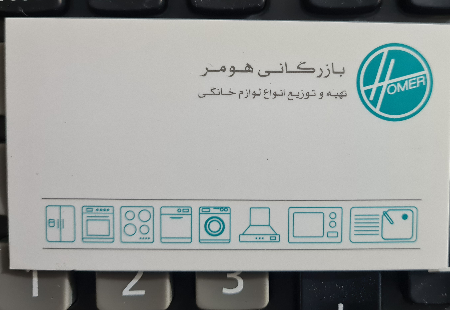 بازرگانی هومر
تهیه و توزیع انواع لوازم خانگی
HOMER
1 2 3